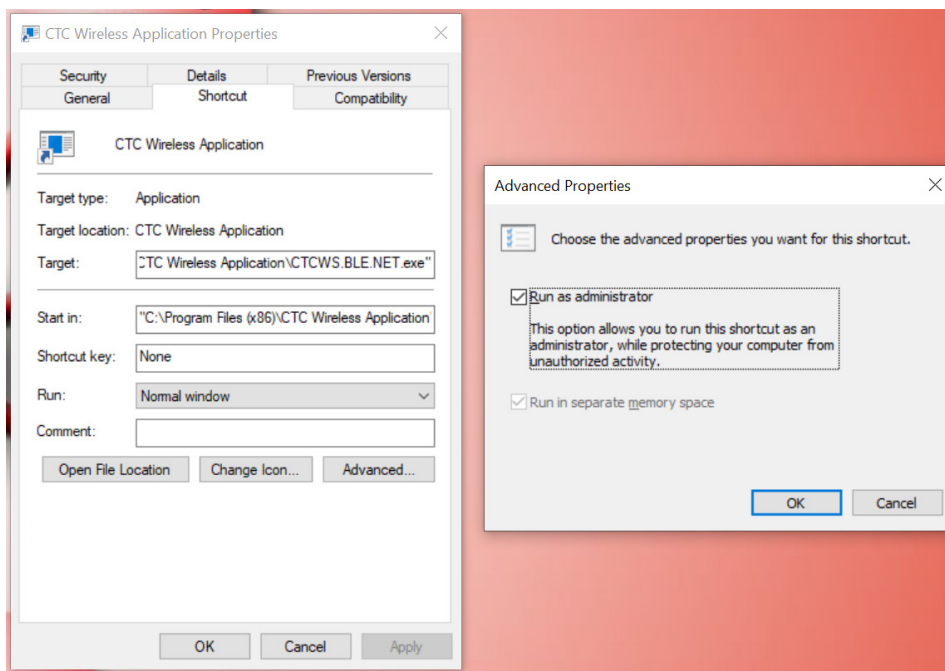 CTC Wireless Application Properties
Security Details Previous Versions
General Shortcut Compatibility
CTC Wireless Application
Target type: Application
Target location: CTC Wireless Application
Target: CTC Wireless Application\CTCWS.BLE.NET.exe"
Start in: "C:\Program Files (x86)\CTC Wireless Application"
Shortcut key: None
Run: Normal window
Comment:
Open File Location Change Icon... Advanced...
OK Cancel Apply
Advanced Properties
Choose the advanced properties you want for this shortcut.
Run as administrator
This option allows you to run this shortcut as an
administrator, while protecting your computer from
unauthorized activity.
Run in separate memory space
OK Cancel